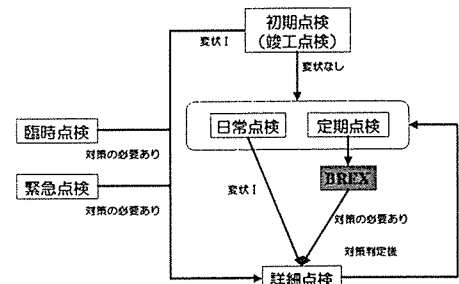 初期点検
（竣工点検）
変状Ⅰ
変状なし
日常点検
定期点検
臨時点検
対策の必要あり
BREX
緊急点検
変状Ⅰ
対策の必要あり
対策の必要あり
対策判定後
詳細点検